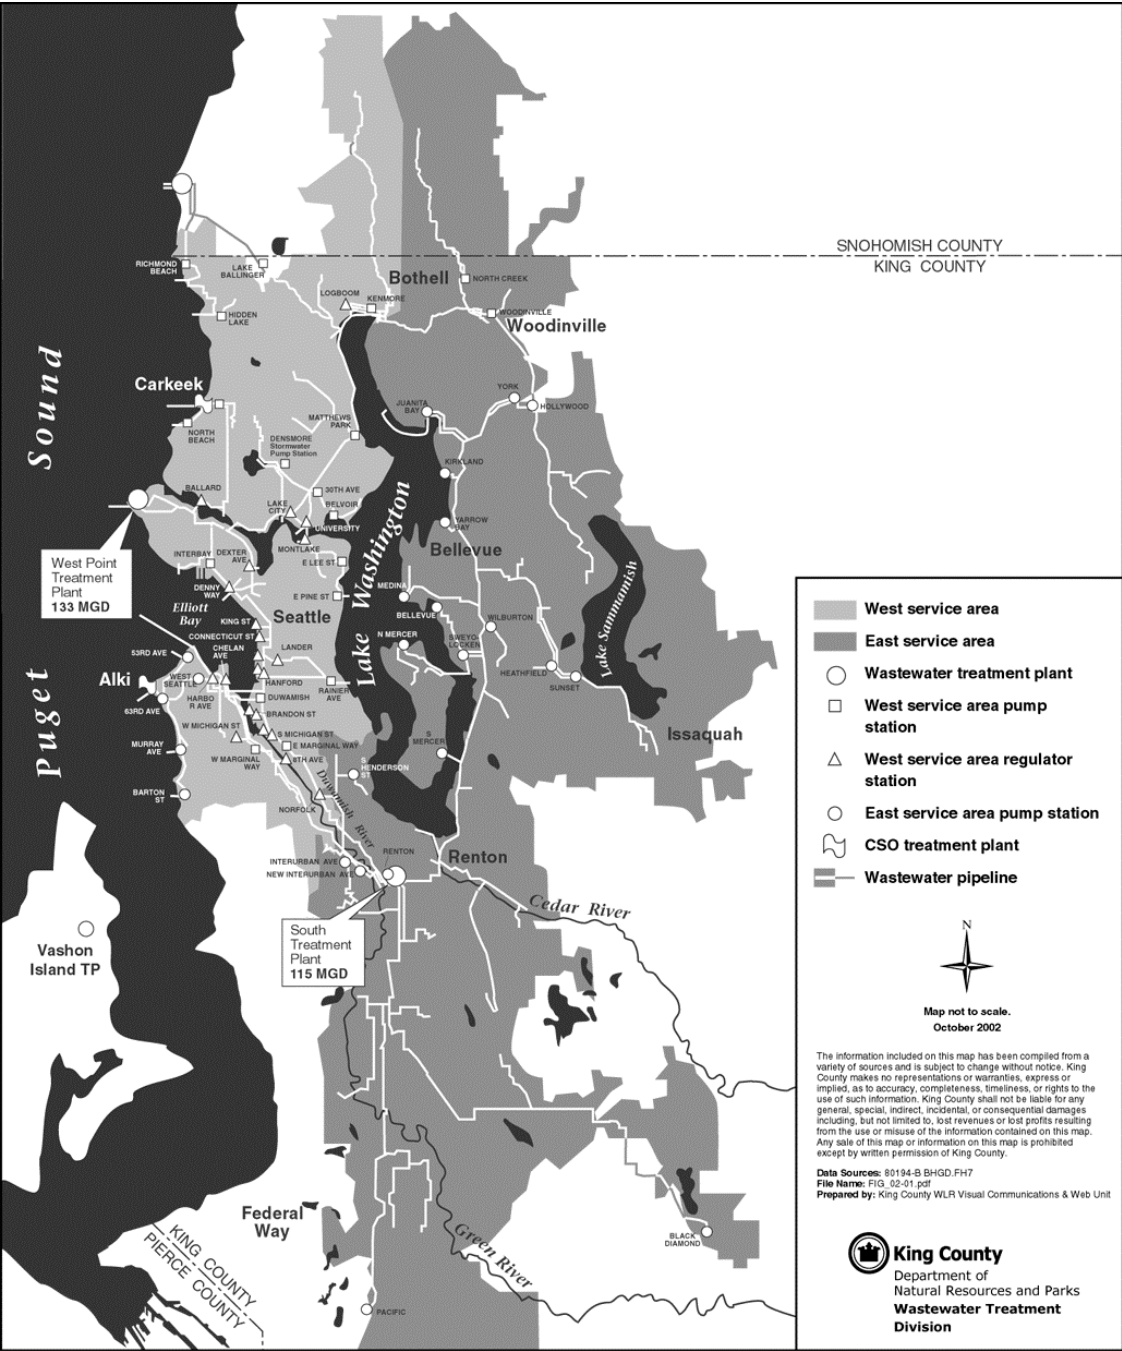 SNOHOMISH COUNTY
KING COUNTY
RICHMOND
BEACH
LAKE
BALLINGER
Bothell
NORTH CREEK
LOGBOOM
KENMORE
HIDDEN
LAKE
WOODINVILLE
Woodinville
Carkeek
NORTH
BEACH
MATTHEWS
PARK
DENSMORE
Stormwater
Pump Station
JUANITA
BAY
YORK
HOLLYWOOD
KIRKLAND
BALLARD
LAKE
CITY
30TH AVE
BELVOIR
UNIVERSITY
YARROW
BAY
Bellevue
MONTLAKE
INTERBAY
DEXTER
AVE
E LEE ST
West Point
Treatment
Plant
133 MGD
DENNY
WAY
E PINE ST
MEDINA
Elliott
Bay
Seattle
BELLEVUE
KING ST
CONNECTICUT ST
N MERCER
WILBURTON
SWEYO-
LOCKEN
CHELAN
AVE
LANDER
53RD AVE
Alki
WEST
SEATTLE
HANFORD
RAINIER
AVE
HEATHFIELD
SUNSET
63RD AVE
HARBO
R AVE
DUWAMISH
BRANDON ST
W MICHIGAN ST
S MICHIGAN ST
MURRAY
AVE
E MARGINAL WAY
W MARGINAL
WAY
8TH AVE
S
MERCER
Issaquah
S
HENDERSON
ST
BARTON
ST
NORFOLK
Duwamish River
RENTON
INTERURBAN AVE
NEW INTERURBAN AVE
Renton
Cedar River
South
Treatment
Plant
115 MGD
Vashon
Island TP
Puget Sound
Lake Washington
Lake Sammamish
Federal
Way
Green River
BLACK
DIAMOND
PACIFIC
KING COUNTY
PIERCE COUNTY
West service area
East service area
Wastewater treatment plant
West service area pump
station
West service area regulator
station
East service area pump station
CSO treatment plant
Wastewater pipeline
N
Map not to scale.
October 2002
The information included on this map has been compiled from a
variety of sources and is subject to change without notice. King
County makes no representations or warranties, express or
implied, as to accuracy, completeness, timeliness, or rights to the
use of such information. King County shall not be liable for any
general, special, indirect, incidental, or consequential damages
including, but not limited to, lost revenues or lost profits resulting
from the use or misuse of the information contained on this map.
Any sale of this map or information on this map is prohibited
except by written permission of King County.
Data Sources: 80194-B BHGD.FH7
File Name: FIG_02-01.pdf
Prepared by: King County WLR Visual Communications & Web Unit
King County
Department of
Natural Resources and Parks
Wastewater Treatment
Division